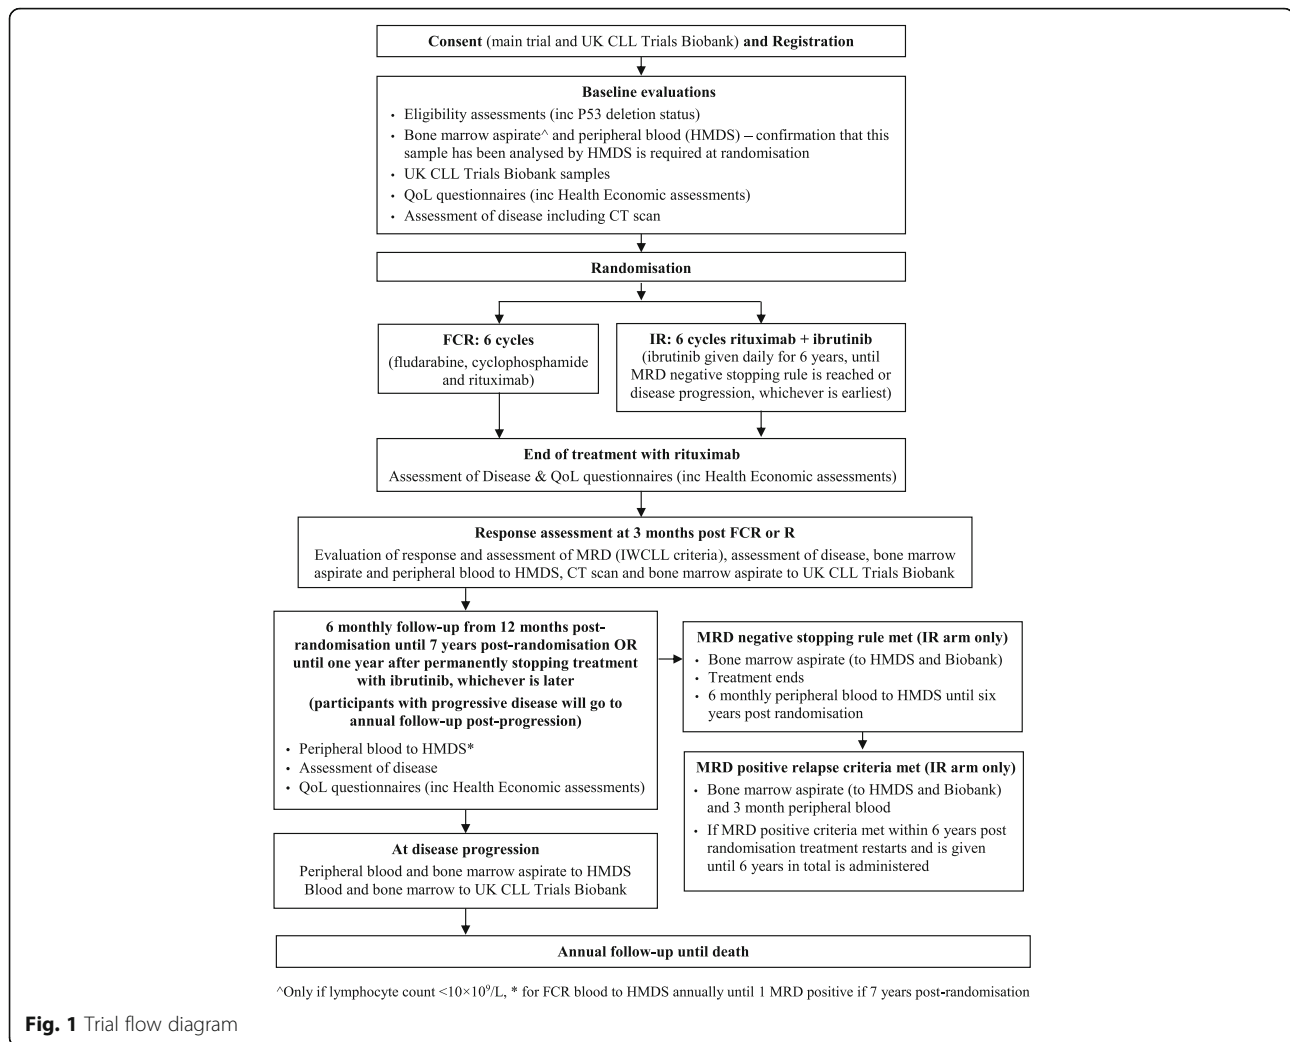 Consent (main trial and UK CLL Trials Biobank) and Registration
Baseline evaluations
• Eligibility assessments (inc P53 deletion status)
• Bone marrow aspirate^ and peripheral blood (HMDS) – confirmation that this
sample has been analysed by HMDS is required at randomisation
• UK CLL Trials Biobank samples
• QoL questionnaires (inc Health Economic assessments)
• Assessment of disease including CT scan
Randomisation
FCR: 6 cycles
(fludarabine, cyclophosphamide
and rituximab)
IR: 6 cycles rituximab + ibrutinib
(ibrutinib given daily for 6 years, until
MRD negative stopping rule is reached or
disease progression, whichever is earliest)
End of treatment with rituximab
Assessment of Disease & QoL questionnaires (inc Health Economic assessments)
Response assessment at 3 months post FCR or R
Evaluation of response and assessment of MRD (IWCLL criteria), assessment of disease, bone marrow
aspirate and peripheral blood to HMDS, CT scan and bone marrow aspirate to UK CLL Trials Biobank
6 monthly follow-up from 12 months post-
randomisation until 7 years post-randomisation OR
until one year after permanently stopping treatment
with ibrutinib, whichever is later
(participants with progressive disease will go to
annual follow-up post-progression)
• Peripheral blood to HMDS*
• Assessment of disease
• QoL questionnaires (inc Health Economic assessments)
MRD negative stopping rule met (IR arm only)
• Bone marrow aspirate (to HMDS and Biobank)
• Treatment ends
• 6 monthly peripheral blood to HMDS until six
years post randomisation
MRD positive relapse criteria met (IR arm only)
• Bone marrow aspirate (to HMDS and Biobank)
and 3 month peripheral blood
• If MRD positive criteria met within 6 years post
randomisation treatment restarts and is given
until 6 years in total is administered
At disease progression
Peripheral blood and bone marrow aspirate to HMDS
Blood and bone marrow to UK CLL Trials Biobank
Annual follow-up until death
^Only if lymphocyte count <10×10⁹/L, * for FCR blood to HMDS annually until 1 MRD positive if 7 years post-randomisation
Fig. 1 Trial flow diagram